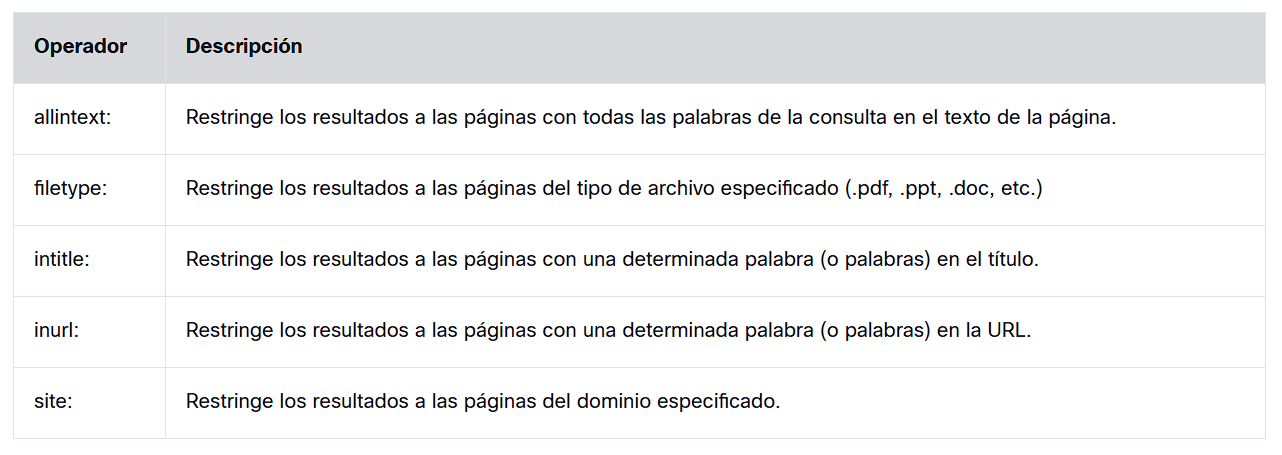 Operador Descripción
allintext: Restringe los resultados a las páginas con todas las palabras de la consulta en el texto de la página.
filetype: Restringe los resultados a las páginas del tipo de archivo especificado (.pdf, .ppt, .doc, etc.)
intitle: Restringe los resultados a las páginas con una determinada palabra (o palabras) en el título.
inurl: Restringe los resultados a las páginas con una determinada palabra (o palabras) en la URL.
site: Restringe los resultados a las páginas del dominio especificado.